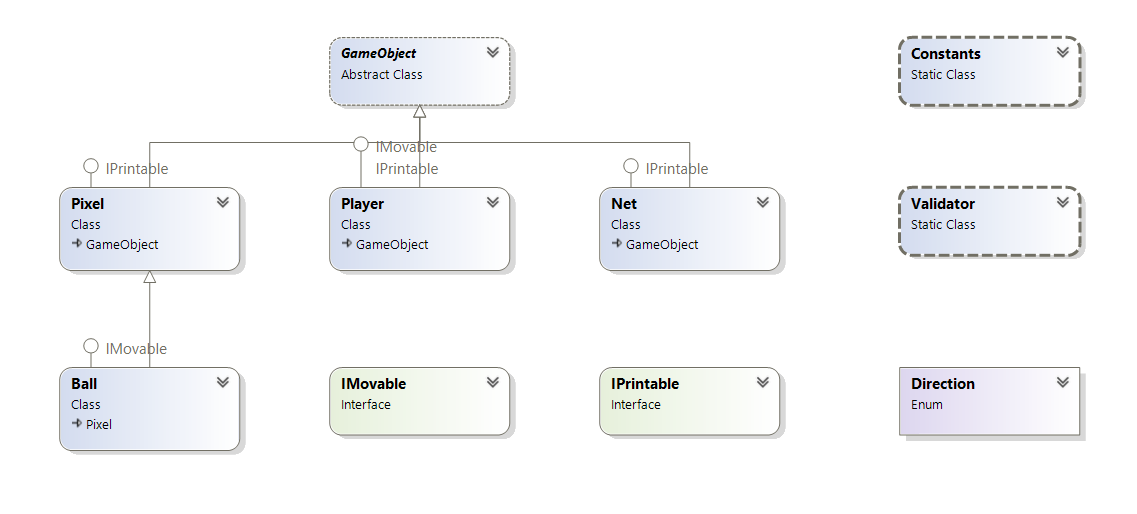 GameObject
Abstract Class
Constants
Static Class
IMovable
IPrintable
IPrintable
IPrintable
Pixel
Class
GameObject
Player
Class
GameObject
Net
Class
GameObject
Validator
Static Class
IMovable
Ball
Class
Pixel
IMovable
Interface
IPrintable
Interface
Direction
Enum